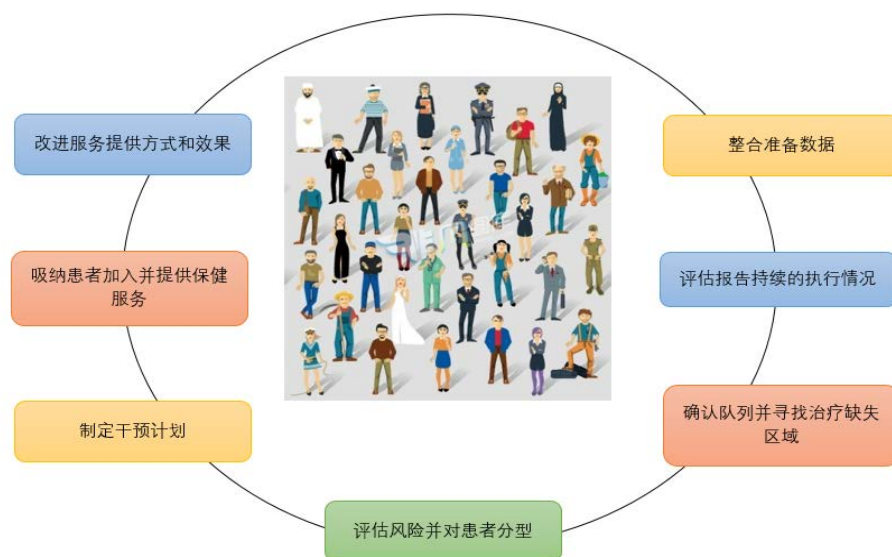 改进服务提供方式和效果
整合准备数据
吸纳患者加入并提供保健
服务
评估报告持续的执行情况
制定干预计划
确认队列并寻找治疗缺失
区域
评估风险并对患者分型